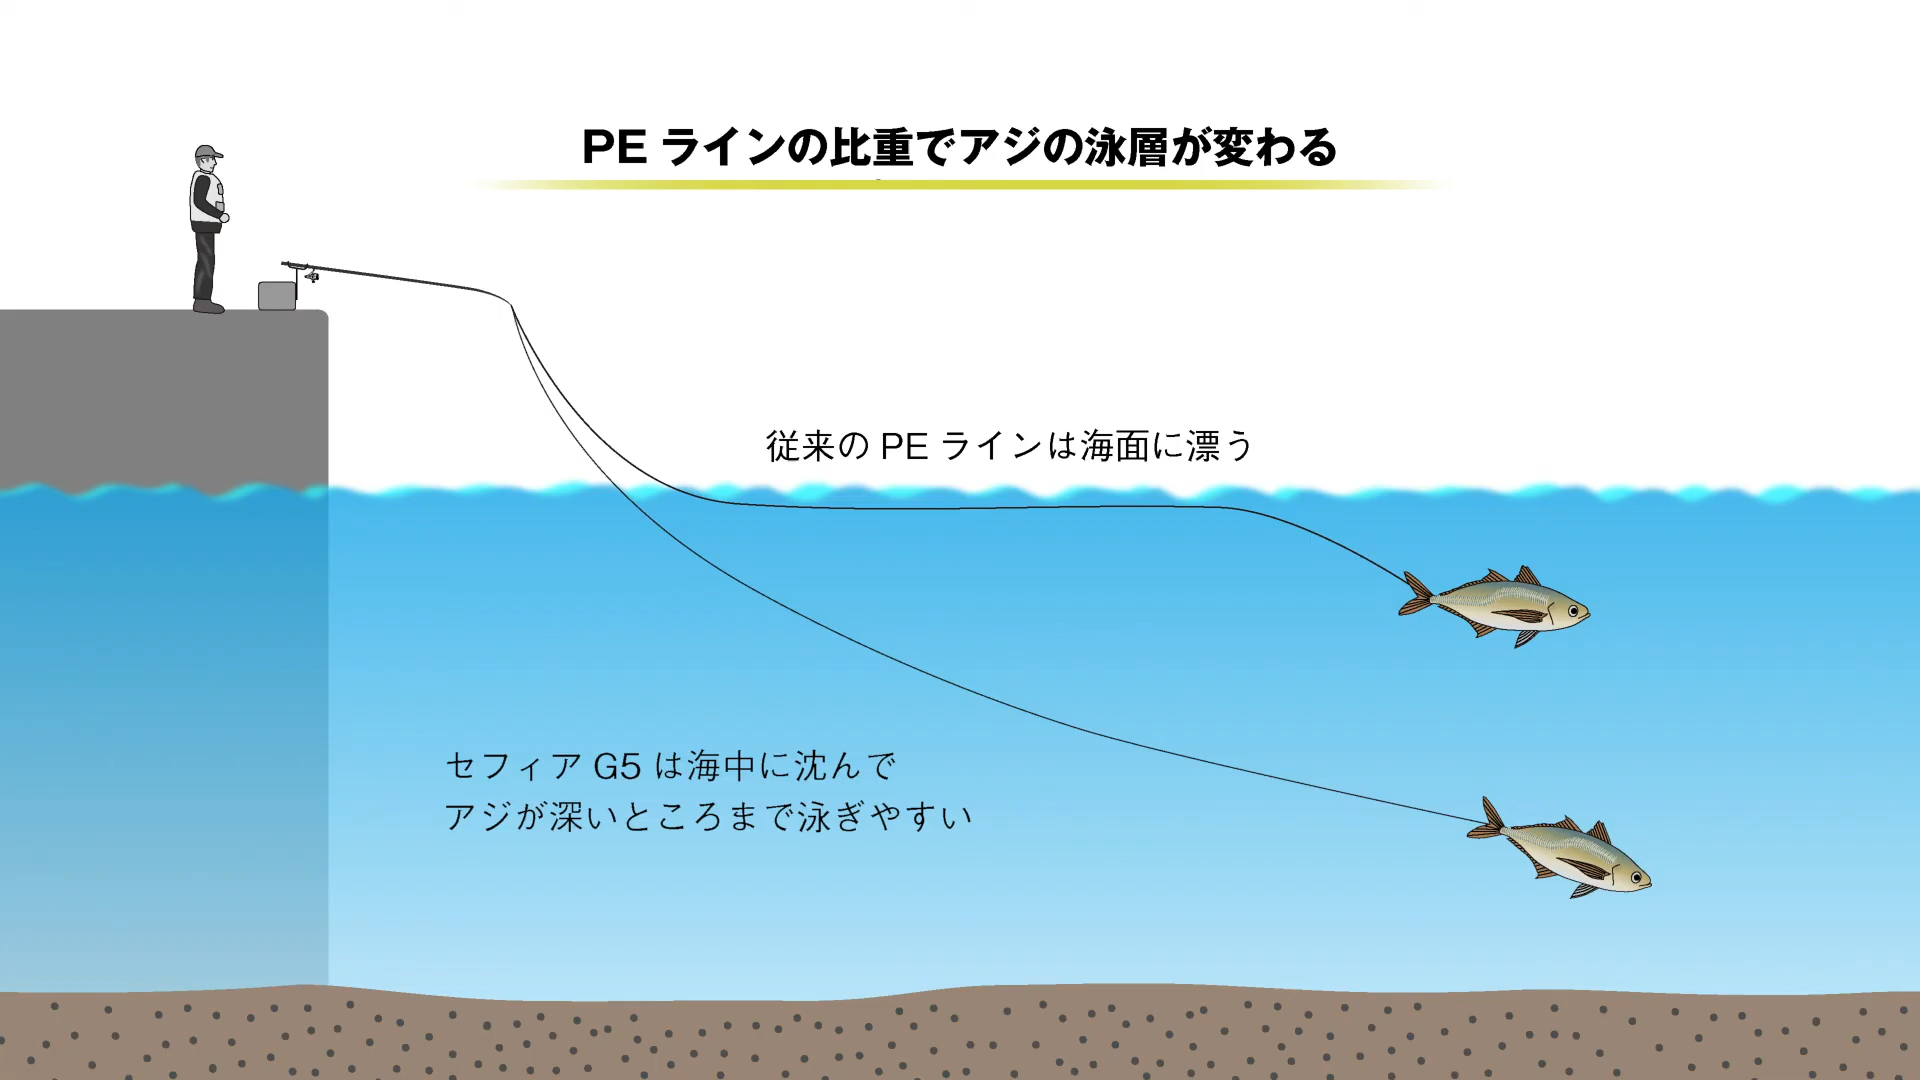 PE ラインの比重でアジの泳層が変わる
従来の PE ラインは海面に漂う
セフィア G5 は海中に沈んで
アジが深いところまで泳ぎやすい